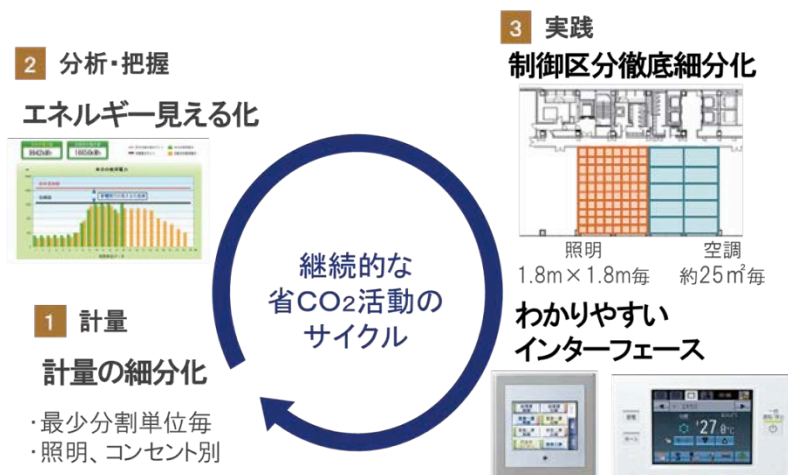 1 計量
計量の細分化
・最少分割単位毎
・照明、コンセント別
2 分析・把握
エネルギー見える化
3 実践
制御区分徹底細分化
照明
1.8m×1.8m毎
空調
約25㎡毎
わかりやすい
インターフェース
27.0℃
継続的な
省CO2活動の
サイクル